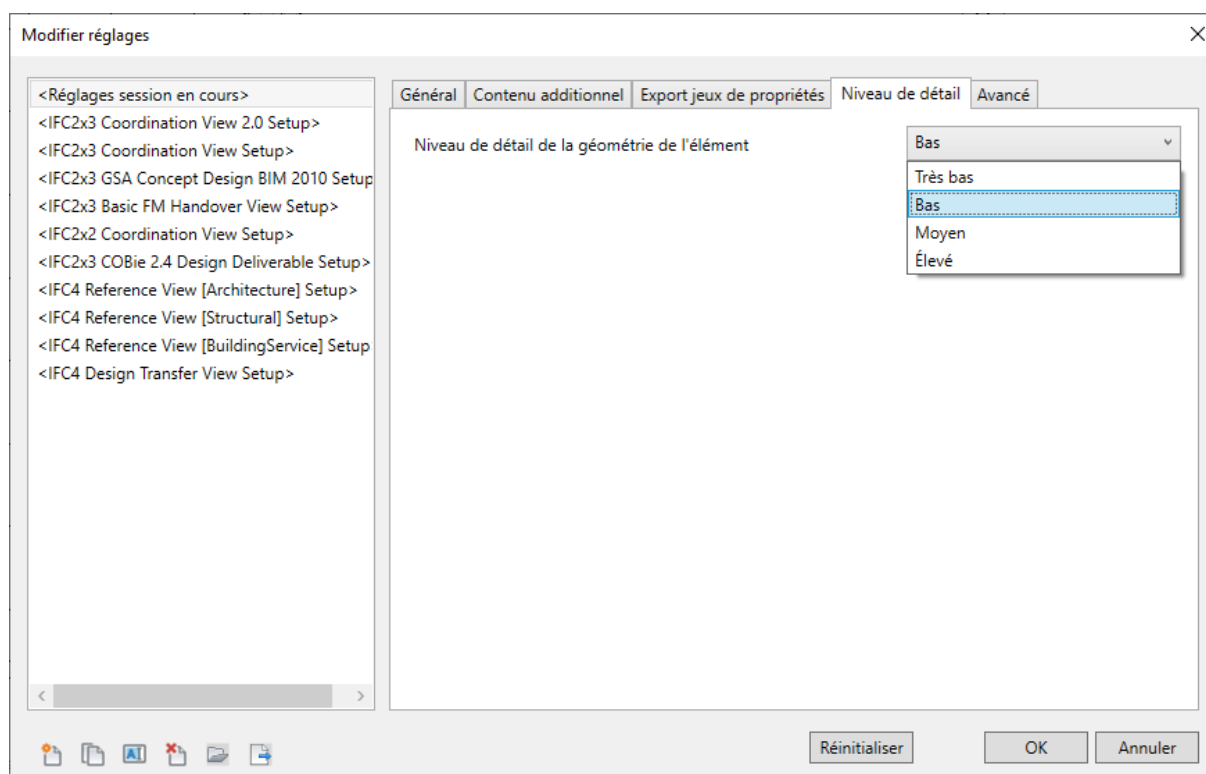 Modifier réglages
<Réglages session en cours>
<IFC2x3 Coordination View 2.0 Setup>
<IFC2x3 Coordination View Setup>
<IFC2x3 GSA Concept Design BIM 2010 Setup
<IFC2x3 Basic FM Handover View Setup>
<IFC2x2 Coordination View Setup>
<IFC2x3 COBie 2.4 Design Deliverable Setup>
<IFC4 Reference View [Architecture] Setup>
<IFC4 Reference View [Structural] Setup>
<IFC4 Reference View [BuildingService] Setup
<IFC4 Design Transfer View Setup>
Général Contenu additionnel Export jeux de propriétés Niveau de détail Avancé
Niveau de détail de la géométrie de l'élément Bas
Très bas
Bas
Moyen
Élevé
Réinitialiser OK Annuler